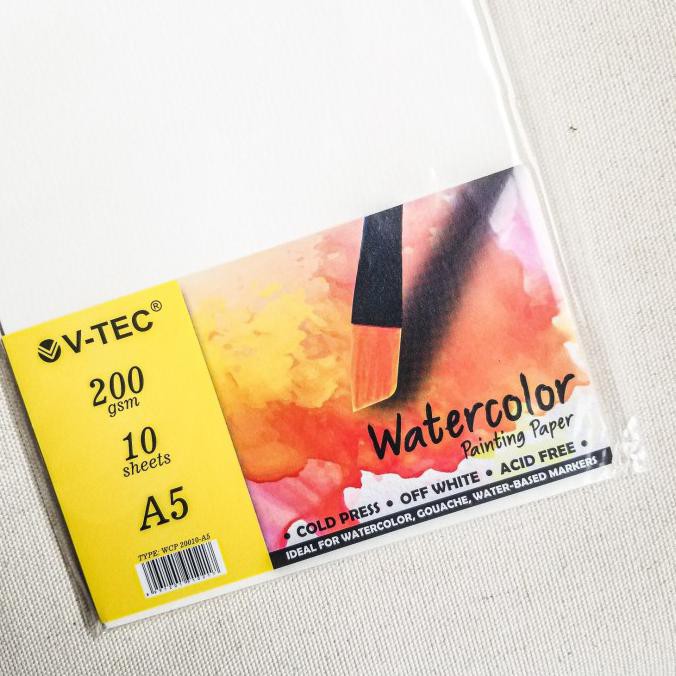 V-TEC®
200
gsm
10
sheets
A5
TYPE: WCP 20010-A5
Watercolor
Painting Paper
• COLD PRESS • OFF WHITE • ACID FREE •
IDEAL FOR WATERCOLOR, GOUACHE, WATER-BASED MARKERS